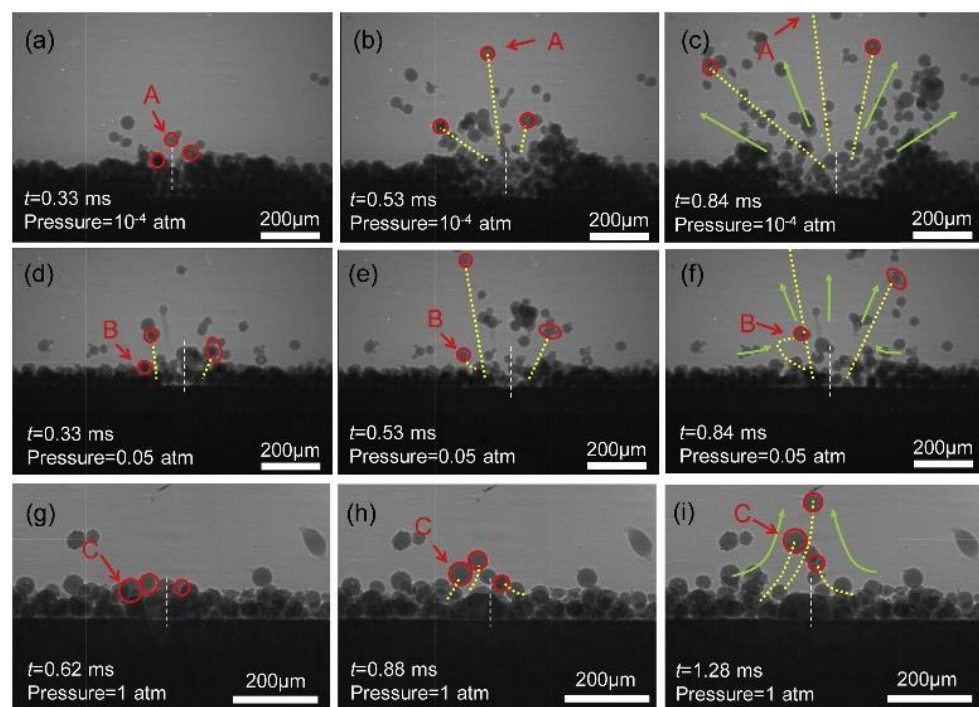 (a)
A
t=0.33 ms
Pressure=10⁻⁴ atm
200μm
(b)
A
t=0.53 ms
Pressure=10⁻⁴ atm
200μm
(c)
A
t=0.84 ms
Pressure=10⁻⁴ atm
200μm
(d)
B
t=0.33 ms
Pressure=0.05 atm
200μm
(e)
B
t=0.53 ms
Pressure=0.05 atm
200μm
(f)
B
t=0.84 ms
Pressure=0.05 atm
200μm
(g)
C
t=0.62 ms
Pressure=1 atm
200μm
(h)
C
t=0.88 ms
Pressure=1 atm
200μm
(i)
C
t=1.28 ms
Pressure=1 atm
200μm